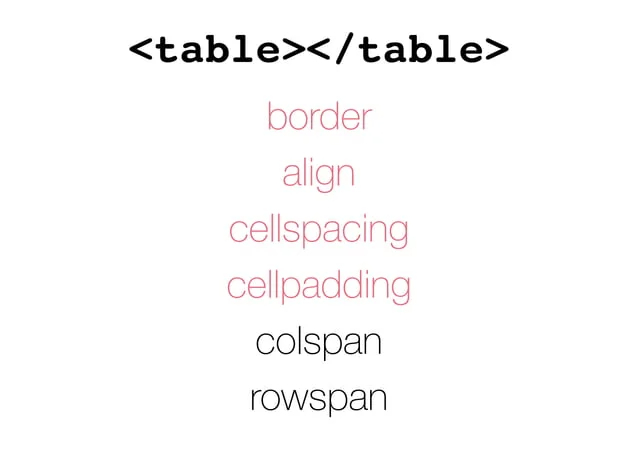 <table></table>
border
align
cellspacing
cellpadding
colspan
rowspan